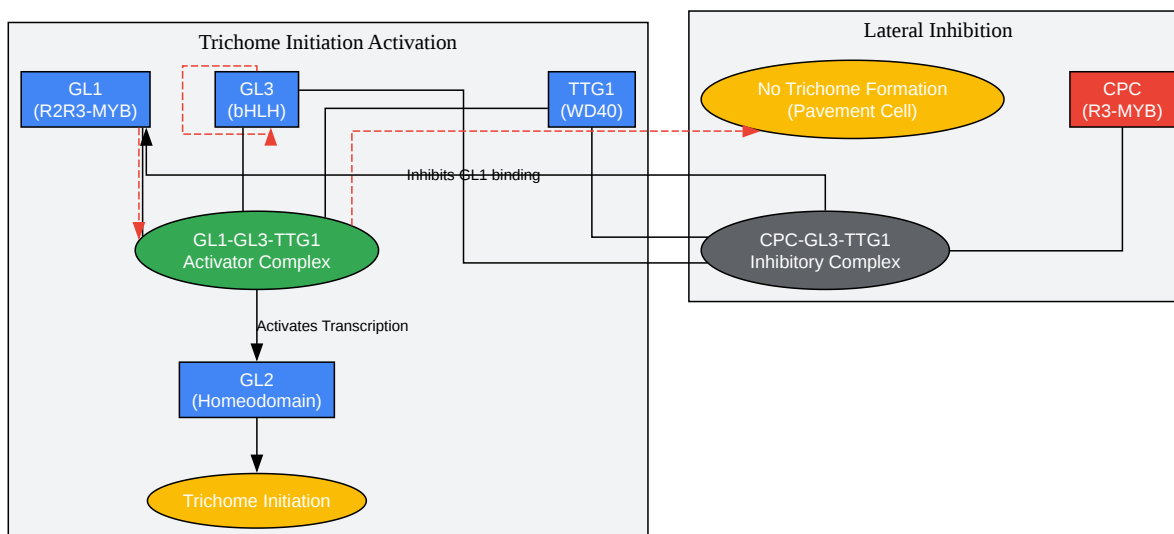 Trichome Initiation Activation
Lateral Inhibition
GL1
(R2R3-MYB)
GL3
(bHLH)
TTG1
(WD40)
No Trichome Formation
(Pavement Cell)
CPC
(R3-MYB)
Inhibits GL1 binding
GL1-GL3-TTG1
Activator Complex
CPC-GL3-TTG1
Inhibitory Complex
Activates Transcription
GL2
(Homeodomain)
Trichome Initiation